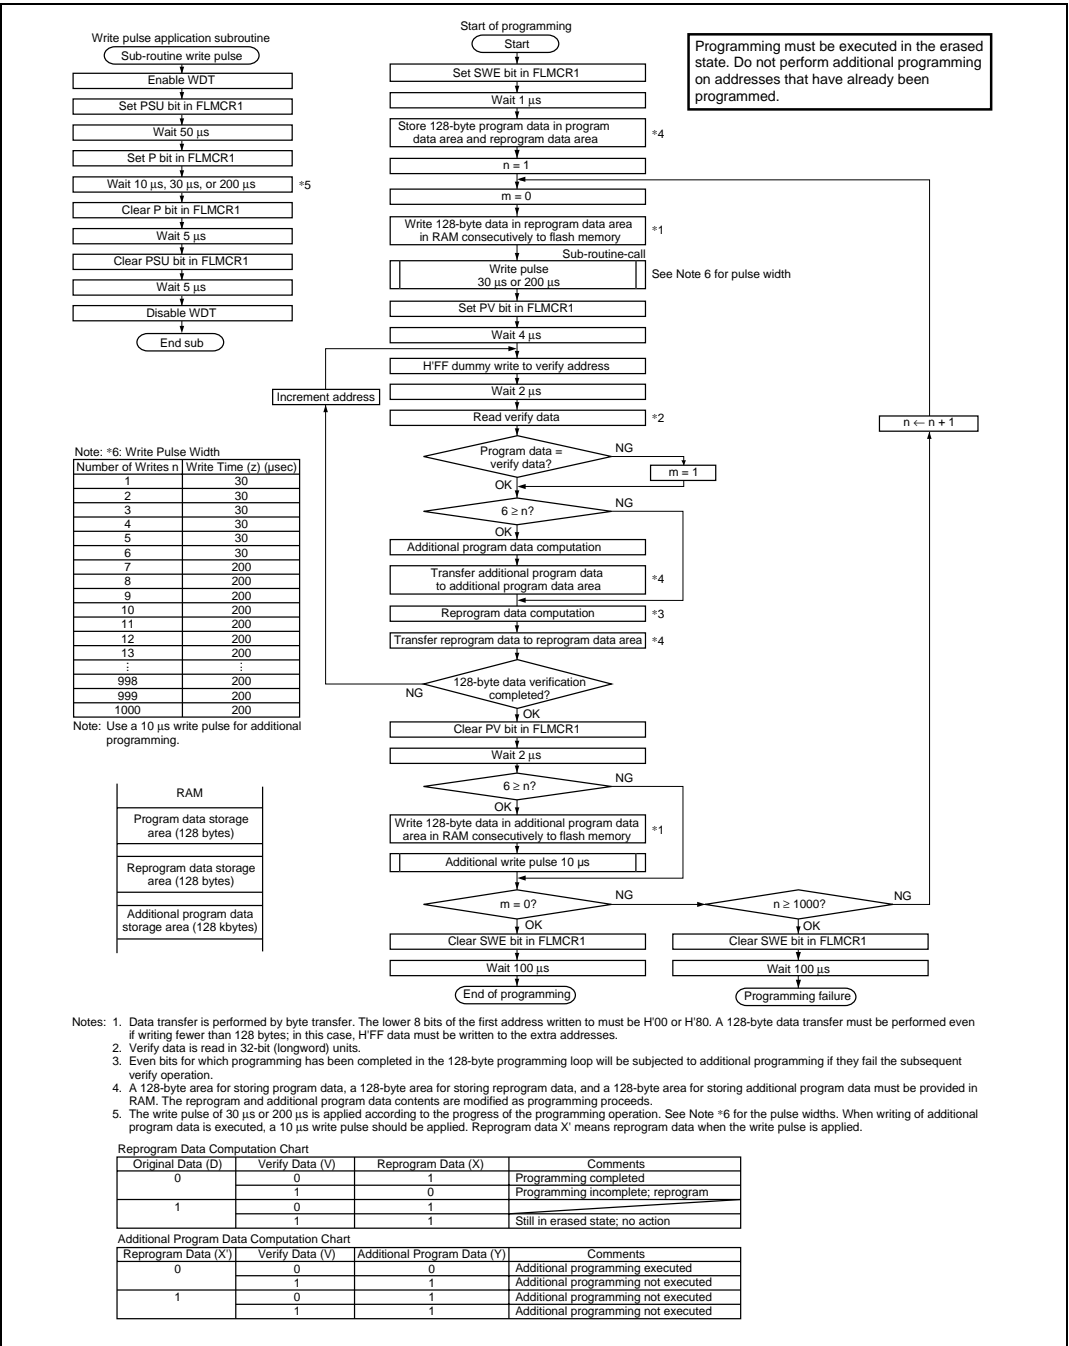 Write pulse application subroutine
Sub-routine write pulse
Enable WDT
Set PSU bit in FLMCR1
Wait 50 µs
Set P bit in FLMCR1
Wait 10 µs, 30 µs, or 200 µs *5
Clear P bit in FLMCR1
Wait 5 µs
Clear PSU bit in FLMCR1
Wait 5 µs
Disable WDT
End sub
Start of programming
Start
Set SWE bit in FLMCR1
Wait 1 µs
Store 128-byte program data in program
data area and reprogram data area
*4
n = 1
m = 0
Write 128-byte data in reprogram data area
in RAM consecutively to flash memory
*1
Sub-routine-call
Write pulse
30 µs or 200 µs
See Note 6 for pulse width
Set PV bit in FLMCR1
Wait 4 µs
H'FF dummy write to verify address
Wait 2 µs
Read verify data *2
Increment address
Program data =
verify data?
NG
m = 1
OK
6 ≥ n?
NG
OK
Additional program data computation
Transfer additional program data
to additional program data area
*4
Reprogram data computation *3
Transfer reprogram data to reprogram data area *4
128-byte data verification
completed?
NG
OK
Clear PV bit in FLMCR1
Wait 2 µs
6 ≥ n?
NG
OK
Write 128-byte data in additional program data
area in RAM consecutively to flash memory
*1
Additional write pulse 10 µs
m = 0?
NG
OK
Clear SWE bit in FLMCR1
Wait 100 µs
End of programming
n ≥ 1000?
NG
OK
Clear SWE bit in FLMCR1
Wait 100 µs
Programming failure
n ← n + 1
Programming must be executed in the erased
state. Do not perform additional programming
on addresses that have already been
programmed.
Note: *6: Write Pulse Width
Number of Writes n Write Time (z) (µsec)
1 30
2 30
3 30
4 30
5 30
6 30
7 200
8 200
9 200
10 200
11 200
12 200
13 200
⋮ ⋮
998 200
999 200
1000 200
Note: Use a 10 µs write pulse for additional
programming.
RAM
Program data storage
area (128 bytes)
Reprogram data storage
area (128 bytes)
Additional program data
storage area (128 kbytes)
Notes: 1. Data transfer is performed by byte transfer. The lower 8 bits of the first address written to must be H'00 or H'80. A 128-byte data transfer must be performed even
if writing fewer than 128 bytes; in this case, H'FF data must be written to the extra addresses.
2. Verify data is read in 32-bit (longword) units.
3. Even bits for which programming has been completed in the 128-byte programming loop will be subjected to additional programming if they fail the subsequent
verify operation.
4. A 128-byte area for storing program data, a 128-byte area for storing reprogram data, and a 128-byte area for storing additional program data must be provided in
RAM. The reprogram and additional program data contents are modified as programming proceeds.
5. The write pulse of 30 µs or 200 µs is applied according to the progress of the programming operation. See Note *6 for the pulse widths. When writing of additional
program data is executed, a 10 µs write pulse should be applied. Reprogram data X' means reprogram data when the write pulse is applied.
Reprogram Data Computation Chart
Original Data (D) Verify Data (V) Reprogram Data (X) Comments
0 0 1 Programming completed
1 0 Programming incomplete; reprogram
1 0 1
1 1 Still in erased state; no action
Additional Program Data Computation Chart
Reprogram Data (X') Verify Data (V) Additional Program Data (Y) Comments
0 0 0 Additional programming executed
1 1 Additional programming not executed
1 0 1 Additional programming not executed
1 1 Additional programming not executed